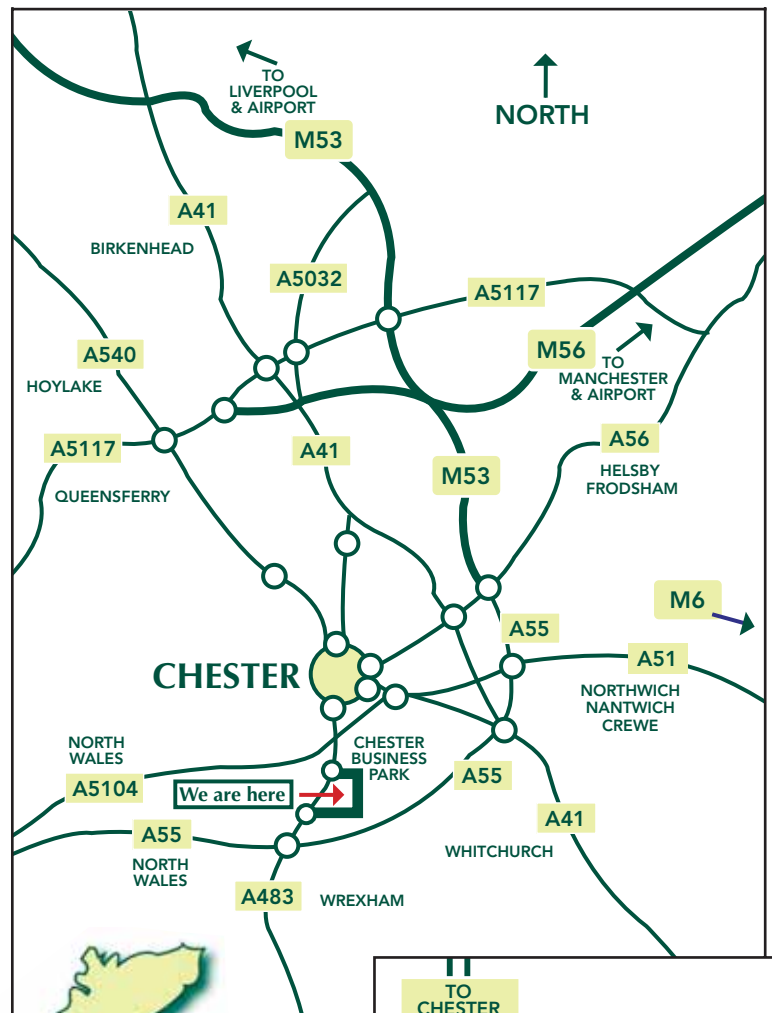 TO
LIVERPOOL
& AIRPORT
NORTH
M53
A41
BIRKENHEAD
A5032
A5117
A540
M56
TO
MANCHESTER
& AIRPORT
HOYLAKE
A5117
A41
A56
QUEENSFERRY
M53
HELSBY
FRODSHAM
M6
A55
CHESTER
A51
NORTHWICH
NANTWICH
CREWE
NORTH
WALES
A5104
CHESTER
BUSINESS
PARK
We are here
A55
A55
NORTH
WALES
A41
WHITCHURCH
A483
WREXHAM
TO
CHESTER